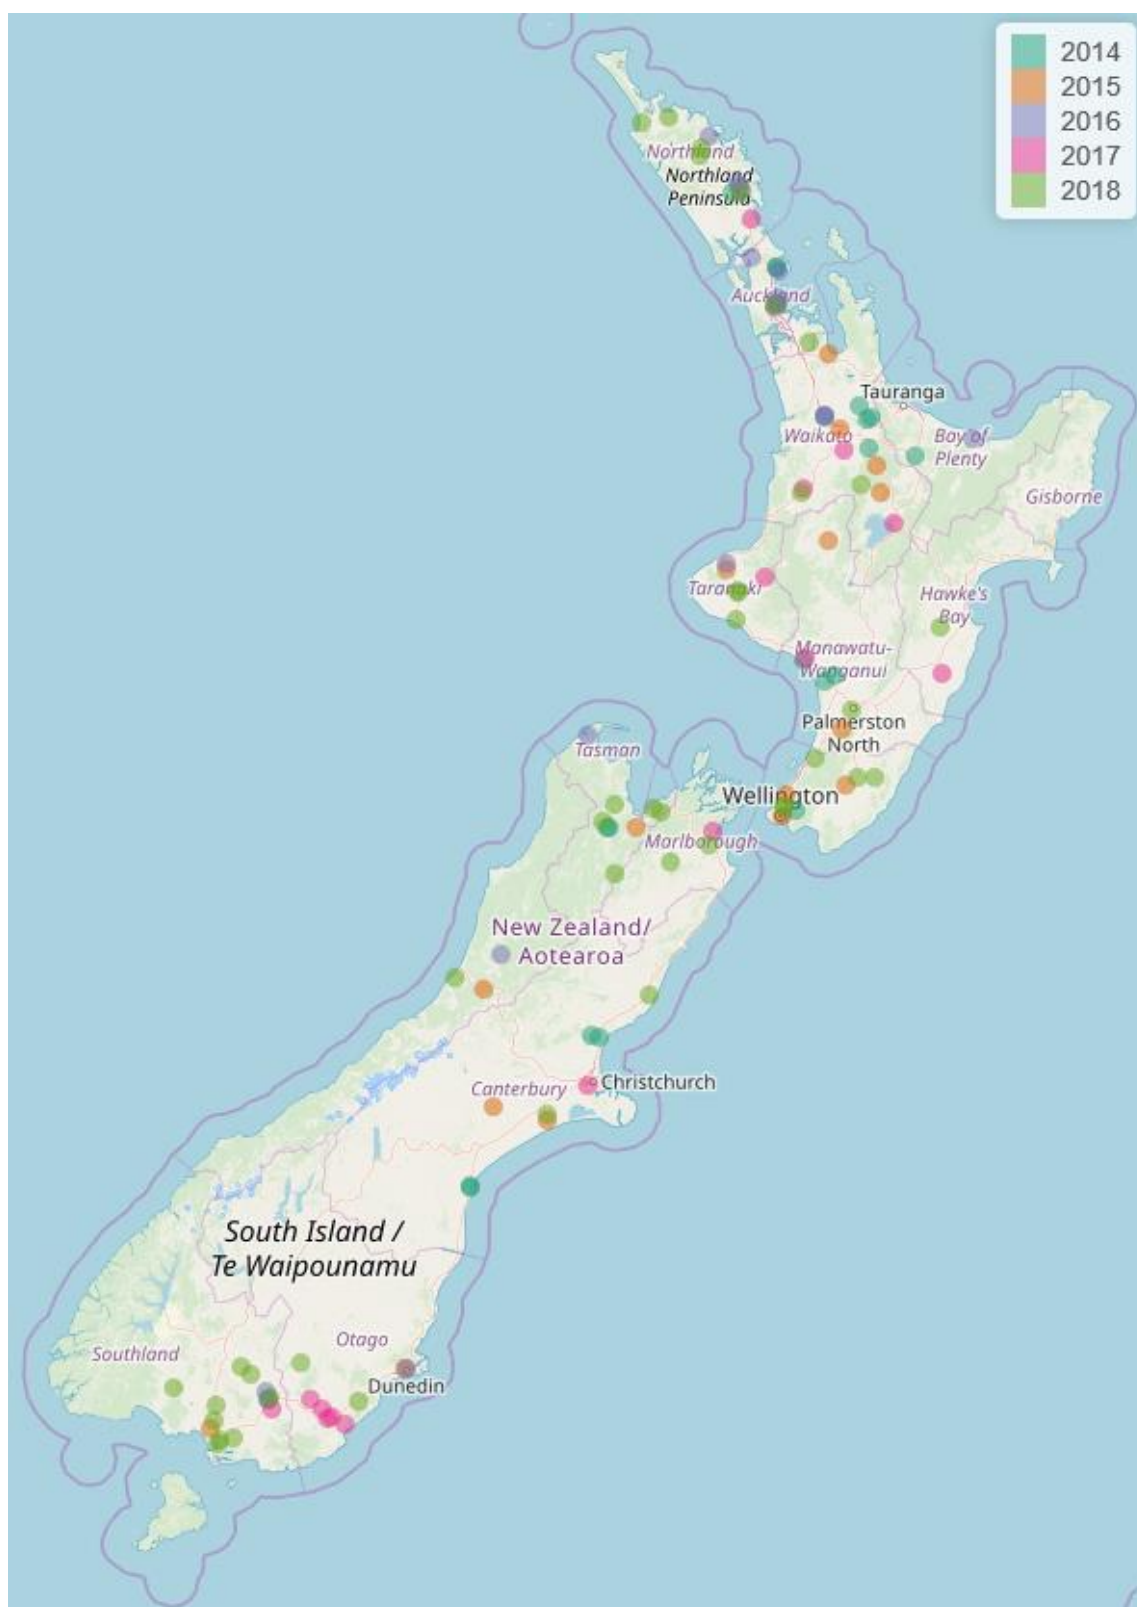 2014
2015
2016
2017
2018
Northland
Northland
Peninsula
Auckland
Tauranga
Waikato
Bay of
Plenty
Gisborne
Taranaki
Hawke's
Bay
Manawatu-
Wanganui
Palmerston
North
Tasman
Wellington
Marlborough
New Zealand/
Aotearoa
Canterbury
Christchurch
South Island /
Te Waipounamu
Otago
Southland
Dunedin